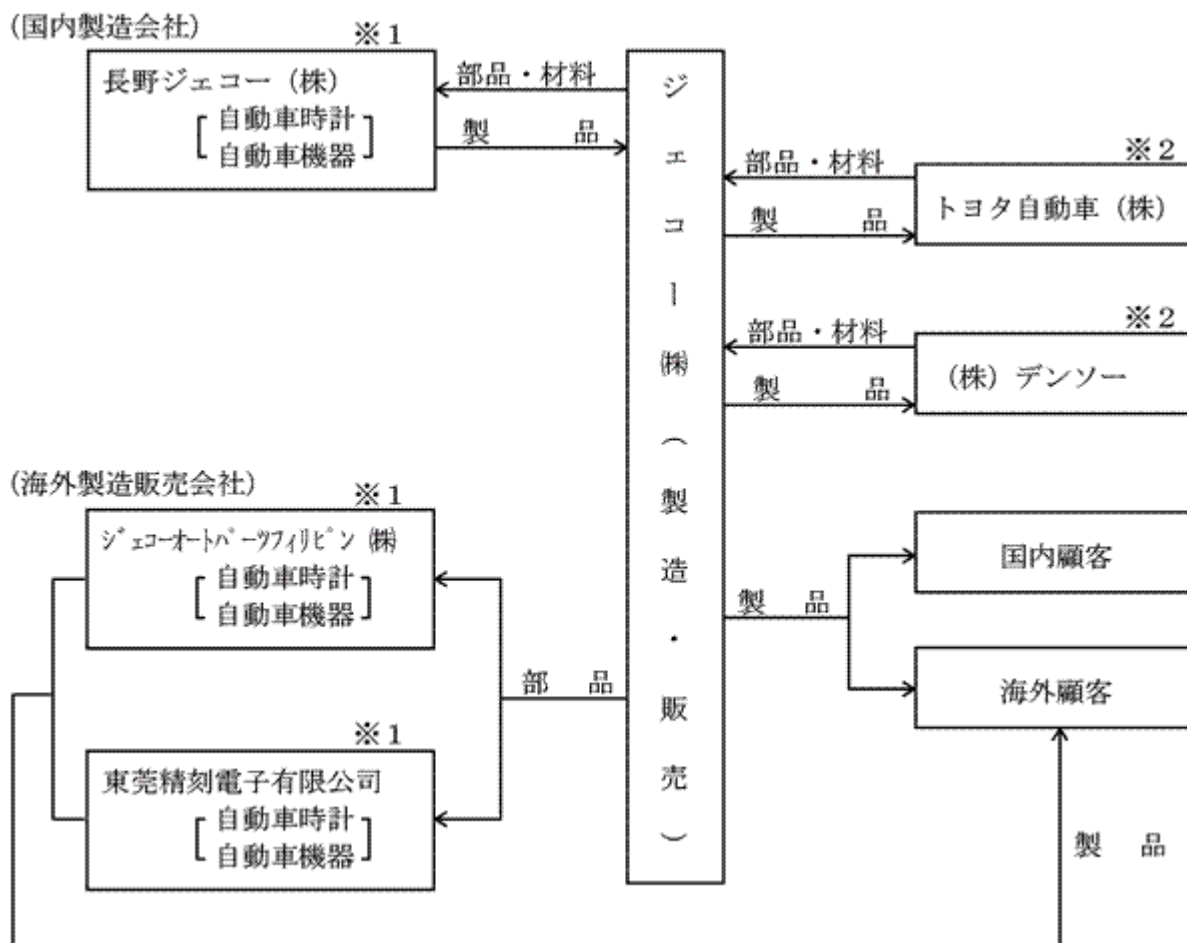 (国内製造会社)
※1
長野ジェコー(株)
自動車時計
自動車機器
部品・材料
製品
ジェコー㈱(製造・販売)
部品・材料
製品
※2
トヨタ自動車(株)
部品・材料
製品
※2
(株)デンソー
(海外製造販売会社)
※1
ジェコーオートパーツフィリピン㈱
自動車時計
自動車機器
部品
※1
東莞精刻電子有限公司
自動車時計
自動車機器
製品
国内顧客
海外顧客
製品